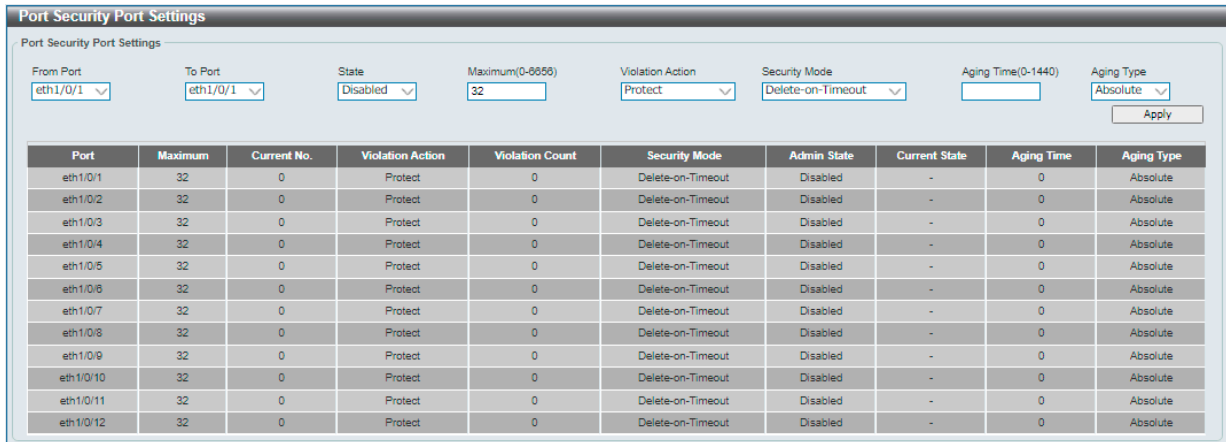 Port Security Port Settings
Port Security Port Settings
From Port To Port State Maximum(0-6656) Violation Action Security Mode Aging Time(0-1440) Aging Type
eth1/0/1 eth1/0/1 Disabled 32 Protect Delete-on-Timeout Absolute
Apply
Port Maximum Current No. Violation Action Violation Count Security Mode Admin State Current State Aging Time Aging Type
eth1/0/1 32 0 Protect 0 Delete-on-Timeout Disabled - 0 Absolute
eth1/0/2 32 0 Protect 0 Delete-on-Timeout Disabled - 0 Absolute
eth1/0/3 32 0 Protect 0 Delete-on-Timeout Disabled - 0 Absolute
eth1/0/4 32 0 Protect 0 Delete-on-Timeout Disabled - 0 Absolute
eth1/0/5 32 0 Protect 0 Delete-on-Timeout Disabled - 0 Absolute
eth1/0/6 32 0 Protect 0 Delete-on-Timeout Disabled - 0 Absolute
eth1/0/7 32 0 Protect 0 Delete-on-Timeout Disabled - 0 Absolute
eth1/0/8 32 0 Protect 0 Delete-on-Timeout Disabled - 0 Absolute
eth1/0/9 32 0 Protect 0 Delete-on-Timeout Disabled - 0 Absolute
eth1/0/10 32 0 Protect 0 Delete-on-Timeout Disabled - 0 Absolute
eth1/0/11 32 0 Protect 0 Delete-on-Timeout Disabled - 0 Absolute
eth1/0/12 32 0 Protect 0 Delete-on-Timeout Disabled - 0 Absolute